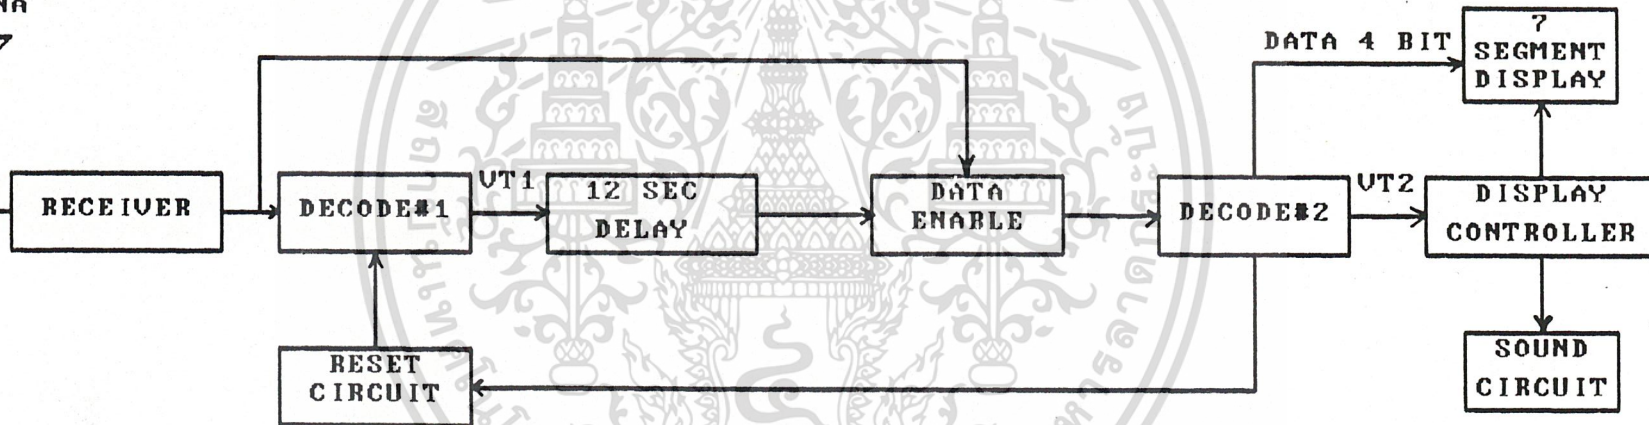 NA
7
SEGMENT
DISPLAY
DATA 4 BIT
RECEIVER
DECODE#1
VT1
12 SEC
DELAY
DATA
ENABLE
DECODE#2
VT2
DISPLAY
CONTROLLER
RESET
CIRCUIT
SOUND
CIRCUIT